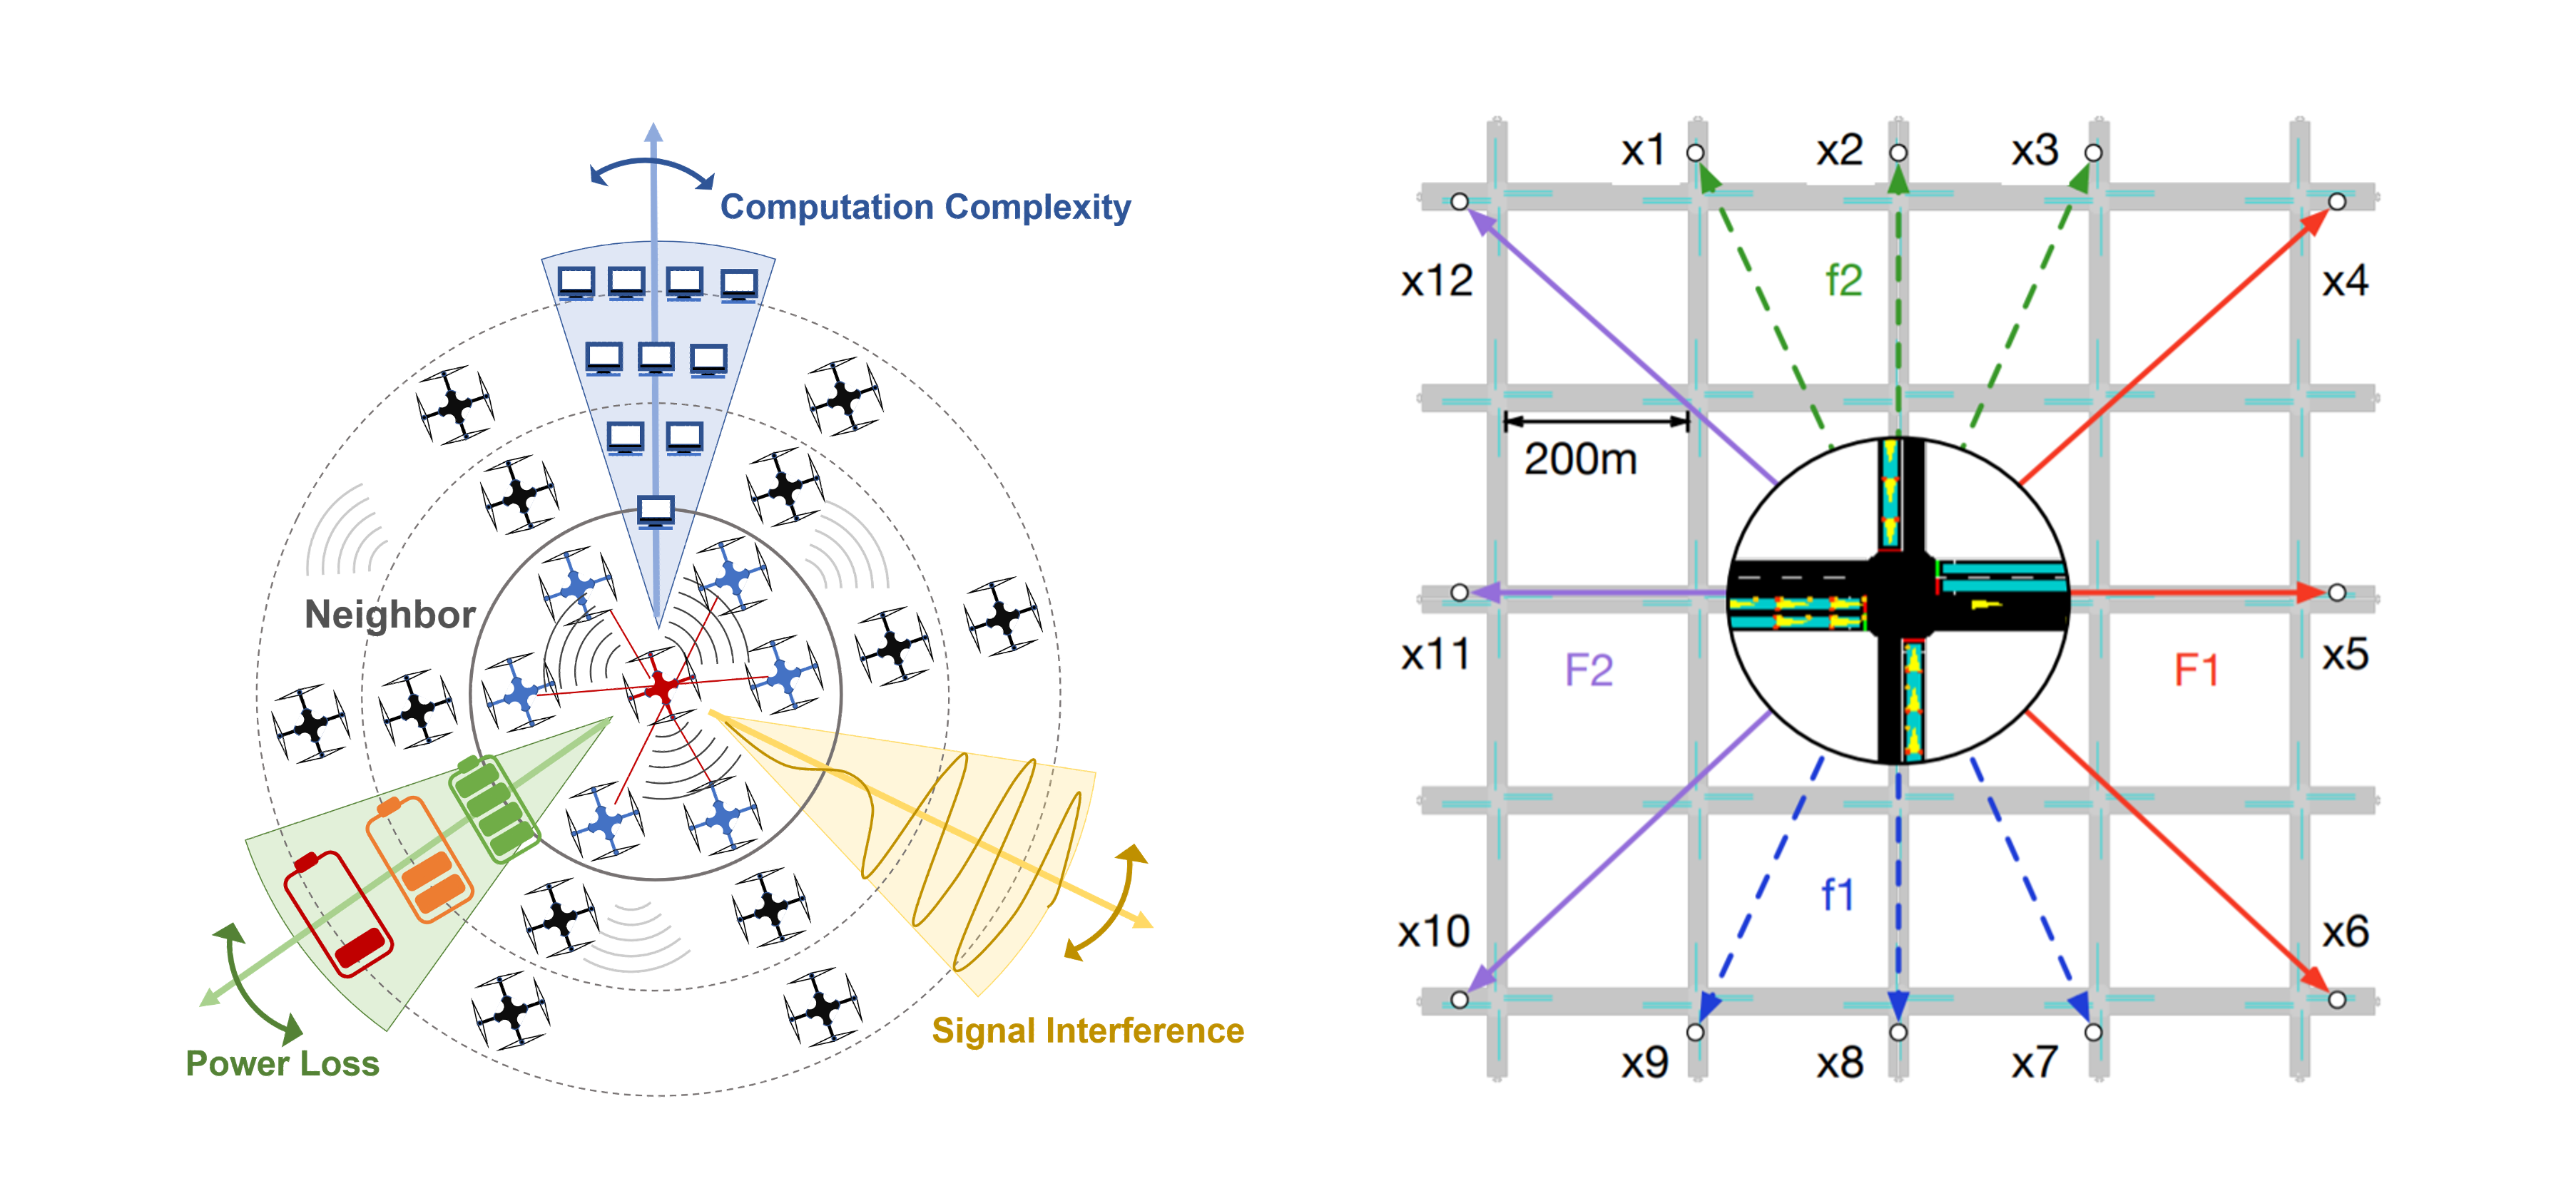 Computation Complexity
Neighbor
Signal Interference
Power Loss
x1
x2
x3
x12
f2
x4
200m
x11
F2
F1
x5
x10
f1
x6
x9
x8
x7